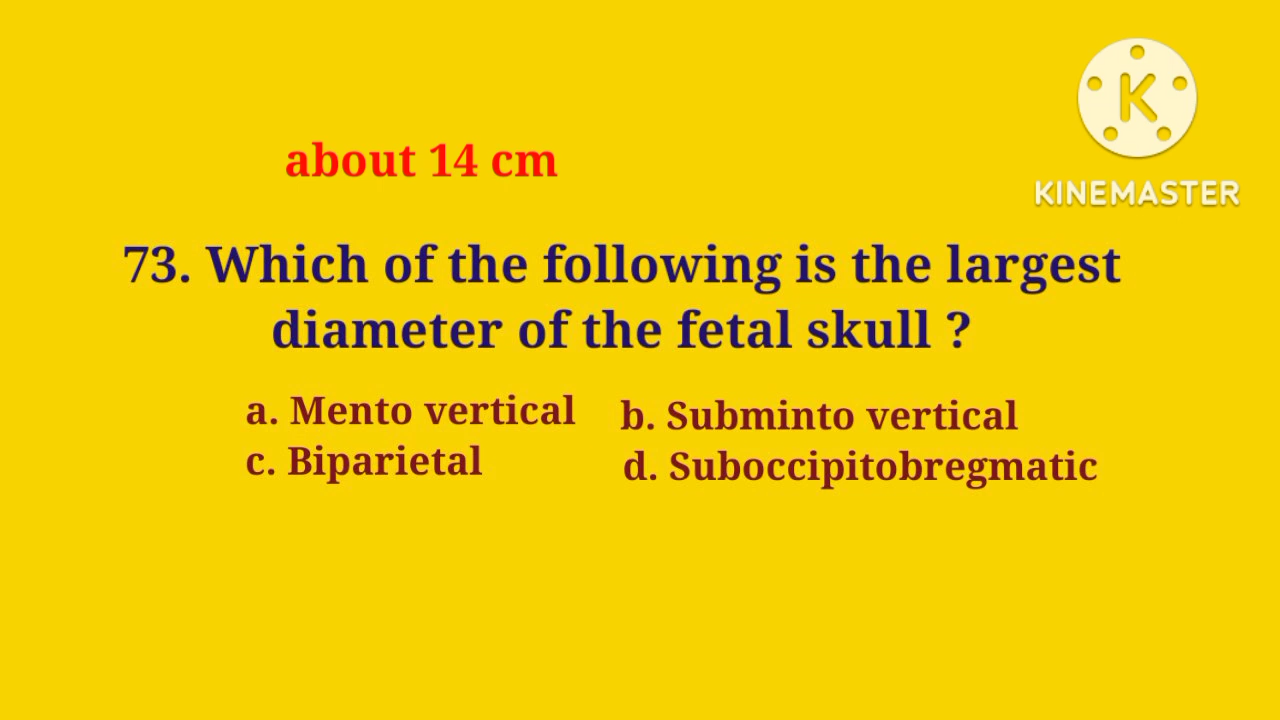 K
KINEMASTER
about 14 cm
73. Which of the following is the largest
diameter of the fetal skull ?
a. Mento vertical
b. Subminto vertical
c. Biparietal
d. Suboccipitobregmatic